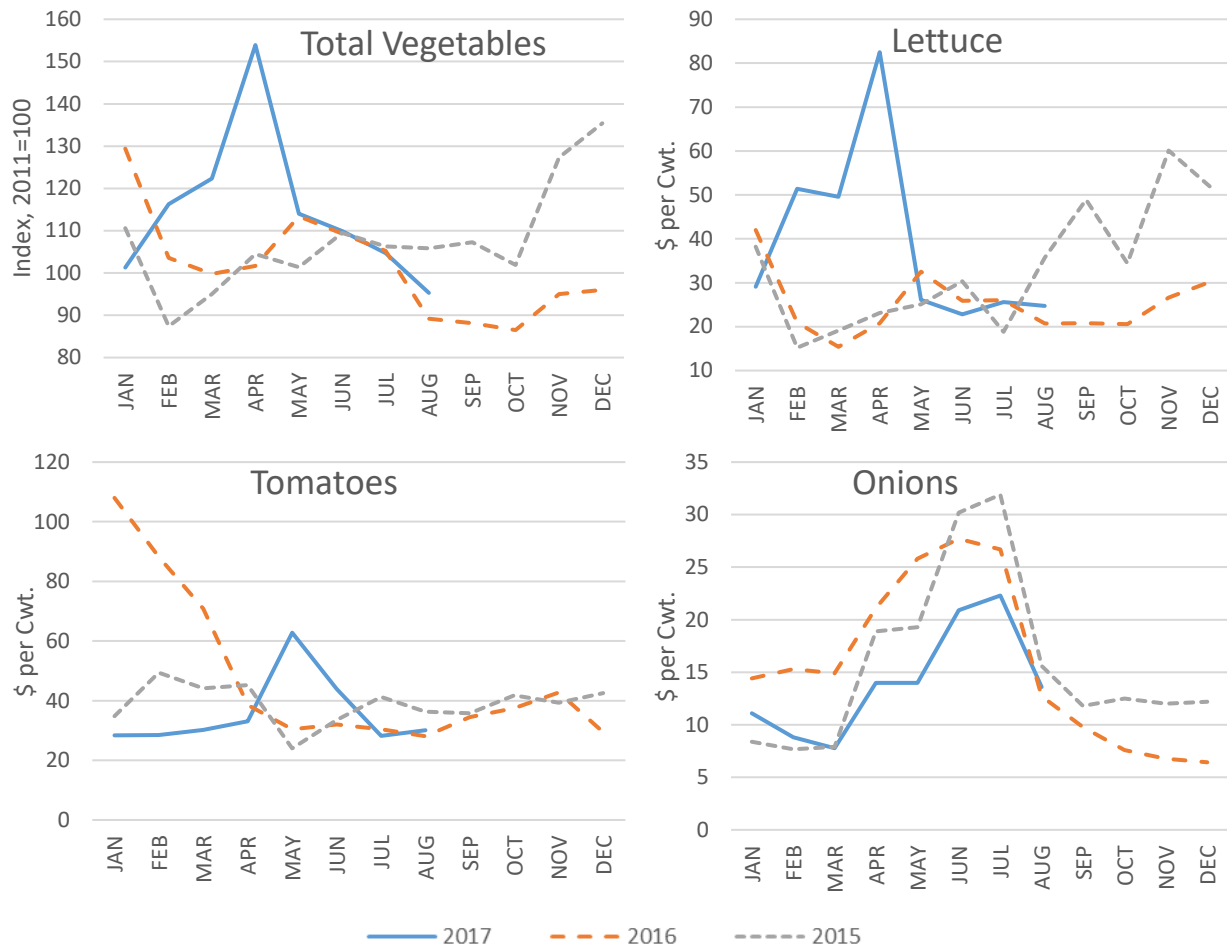 Total Vegetables
Index, 2011=100
160
150
140
130
120
110
100
90
80
JAN FEB MAR APR MAY JUN JUL AUG SEP OCT NOV DEC
Lettuce
$ per Cwt.
90
80
70
60
50
40
30
20
10
JAN FEB MAR APR MAY JUN JUL AUG SEP OCT NOV DEC
Tomatoes
$ per Cwt.
120
100
80
60
40
20
0
JAN FEB MAR APR MAY JUN JUL AUG SEP OCT NOV DEC
Onions
$ per Cwt.
35
30
25
20
15
10
5
0
JAN FEB MAR APR MAY JUN JUL AUG SEP OCT NOV DEC
2017 2016 2015